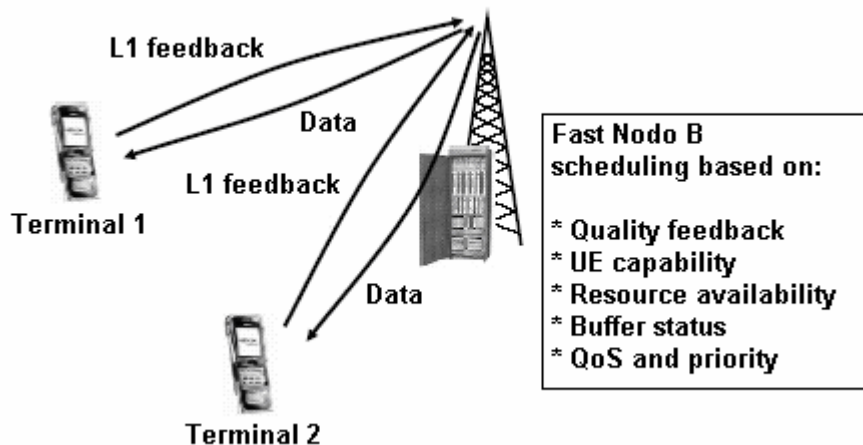 L1 feedback
Data
L1 feedback
Terminal 1
Data
Terminal 2
Fast Nodo B
scheduling based on:
* Quality feedback
* UE capability
* Resource availability
* Buffer status
* QoS and priority